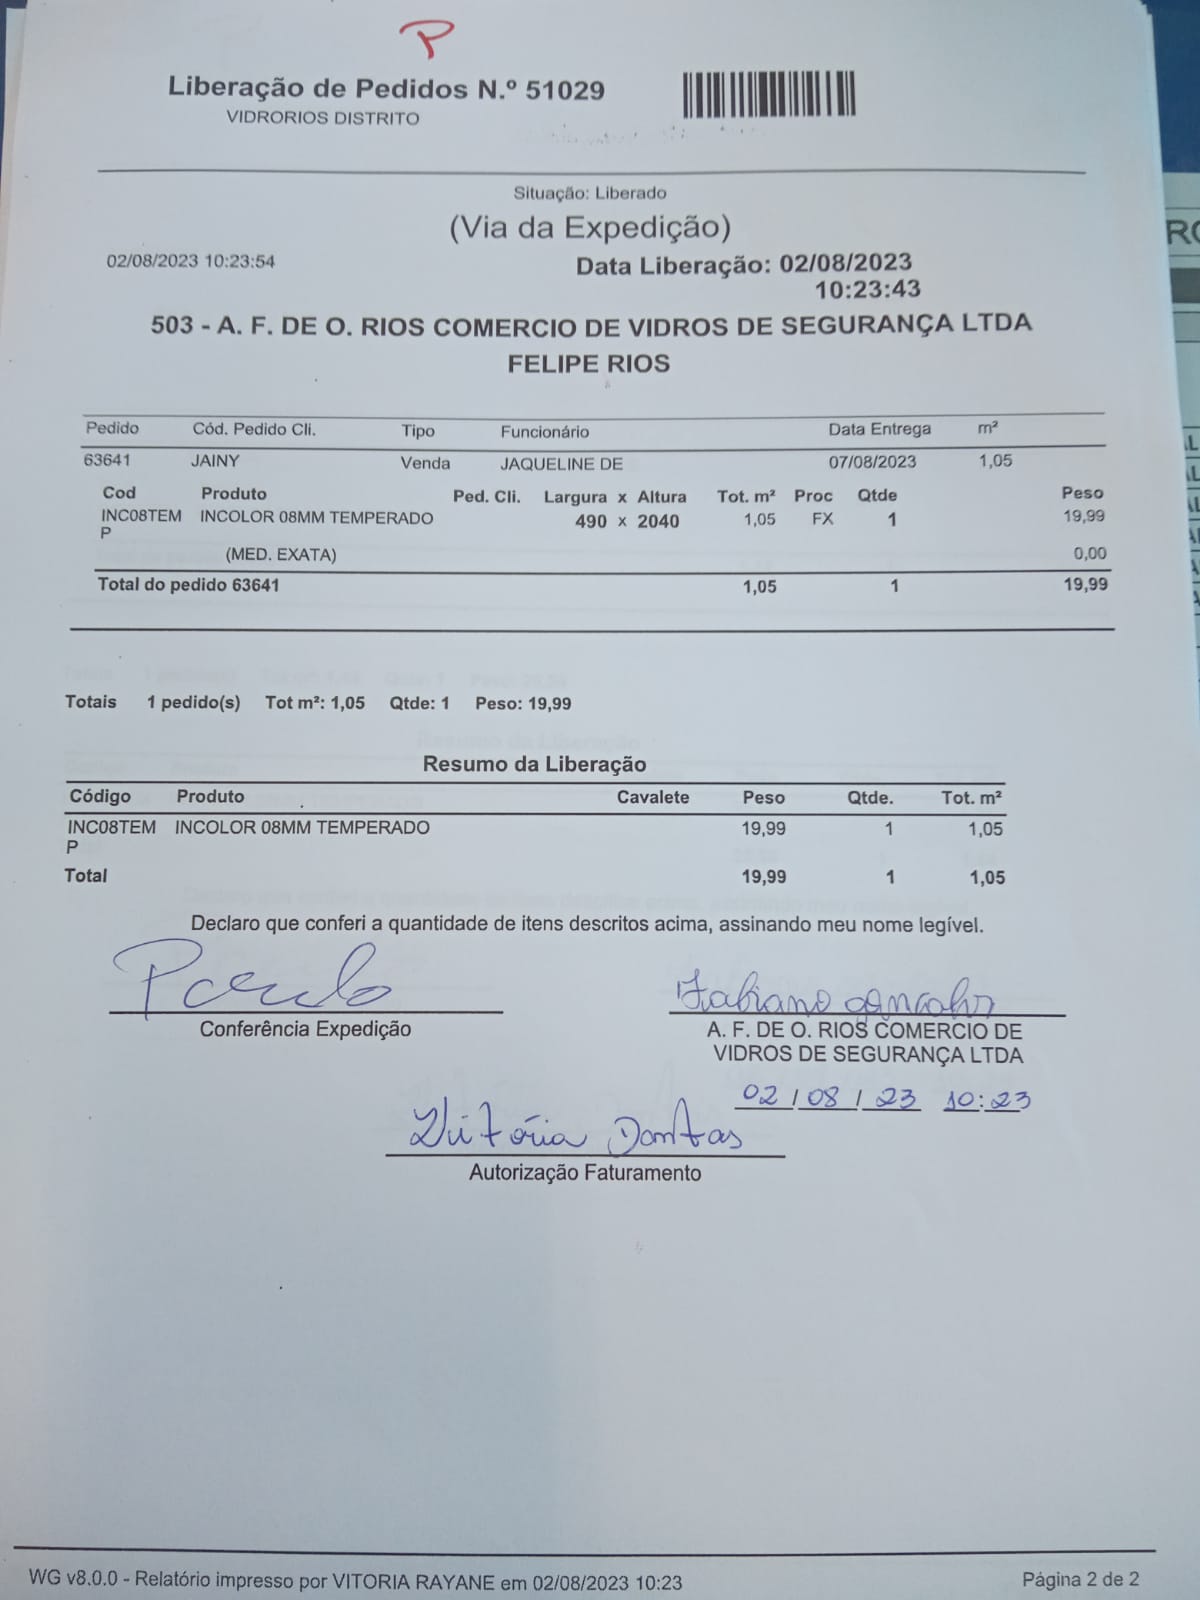 P
Liberação de Pedidos N.º 51029
VIDRORIOS DISTRITO
Situação: Liberado
(Via da Expedição)
02/08/2023 10:23:54
Data Liberação: 02/08/2023
10:23:43
503 - A. F. DE O. RIOS COMERCIO DE VIDROS DE SEGURANÇA LTDA
FELIPE RIOS
Pedido Cód. Pedido Cli. Tipo Funcionário Data Entrega m²
63641 JAINY Venda JAQUELINE DE 07/08/2023 1,05
Cod Produto Ped. Cli. Largura x Altura Tot. m² Proc Qtde Peso
INC08TEM INCOLOR 08MM TEMPERADO 490 x 2040 1,05 FX 1 19,99
P
(MED. EXATA) 0,00
Total do pedido 63641 1,05 1 19,99
Totais 1 pedido(s) Tot m²: 1,05 Qtde: 1 Peso: 19,99
Resumo da Liberação
Código Produto Cavalete Peso Qtde. Tot. m²
INC08TEM INCOLOR 08MM TEMPERADO 19,99 1 1,05
P
Total 19,99 1 1,05
Declaro que conferi a quantidade de itens descritos acima, assinando meu nome legível.
Fabiano
Conferência Expedição
A. F. DE O. RIOS COMERCIO DE
VIDROS DE SEGURANÇA LTDA
02/08/23 10:23
Vitória Dantas
Autorização Faturamento
WG v8.0.0 - Relatório impresso por VITORIA RAYANE em 02/08/2023 10:23
Página 2 de 2